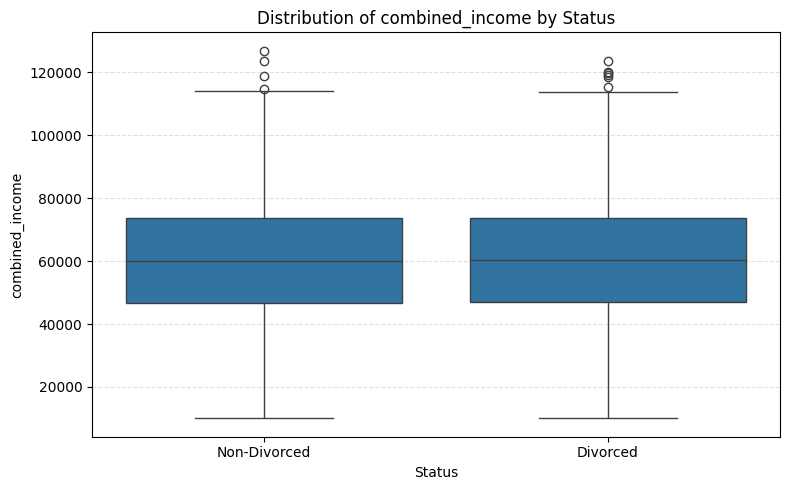 Distribution of combined_income by Status
combined_income
120000
100000
80000
60000
40000
20000
Non-Divorced
Divorced
Status